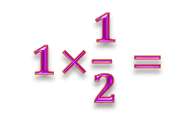 1 × 1/2 =